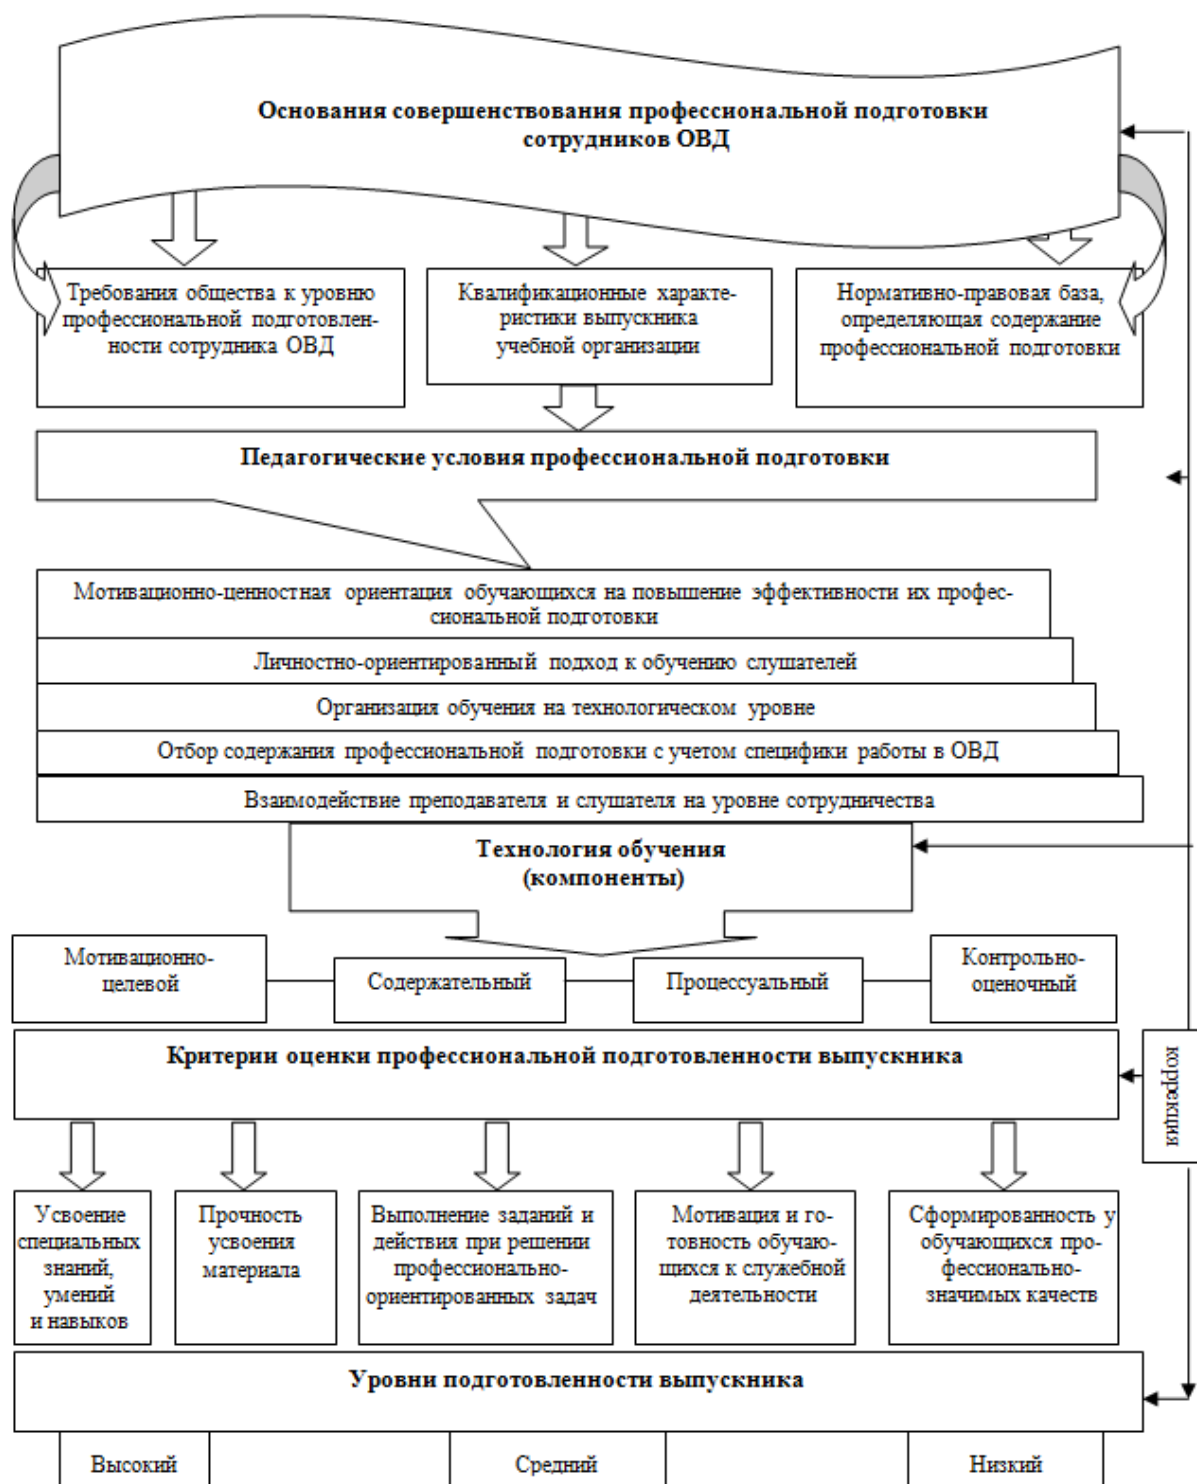 Основания совершенствования профессиональной подготовки
сотрудников ОВД
Требования общества к уровню
профессиональной подготовлен-
ности сотрудника ОВД
Квалификационные характе-
ристики выпускника
учебной организации
Нормативно-правовая база,
определяющая содержание
профессиональной подготовки
Педагогические условия профессиональной подготовки
Мотивационно-ценностная ориентация обучающихся на повышение эффективности их профес-
сиональной подготовки
Личностно-ориентированный подход к обучению слушателей
Организация обучения на технологическом уровне
Отбор содержания профессиональной подготовки с учетом специфики работы в ОВД
Взаимодействие преподавателя и слушателя на уровне сотрудничества
Технология обучения
(компоненты)
Мотивационно-
целевой
Содержательный
Процессуальный
Контрольно-
оценочный
Критерии оценки профессиональной подготовленности выпускника
коррекция
Усвоение
специальных
знаний,
умений
и навыков
Прочность
усвоения
материала
Выполнение заданий и
действия при решении
профессионально-
ориентированных задач
Мотивация и го-
товность обучаю-
щихся к служебной
деятельности
Сформированность у
обучающихся про-
фессионально-
значимых качеств
Уровни подготовленности выпускника
Высокий
Средний
Низкий